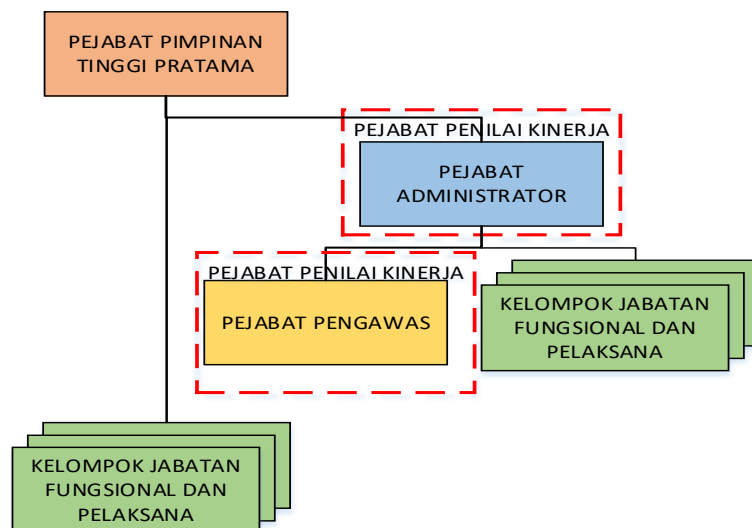 PEJABAT PIMPINAN
TINGGI PRATAMA
PEJABAT PENILAI KINERJA
PEJABAT
ADMINISTRATOR
PEJABAT PENILAI KINERJA
PEJABAT PENGAWAS
KELOMPOK JABATAN
FUNGSIONAL DAN
PELAKSANA
KELOMPOK JABATAN
FUNGSIONAL DAN
PELAKSANA